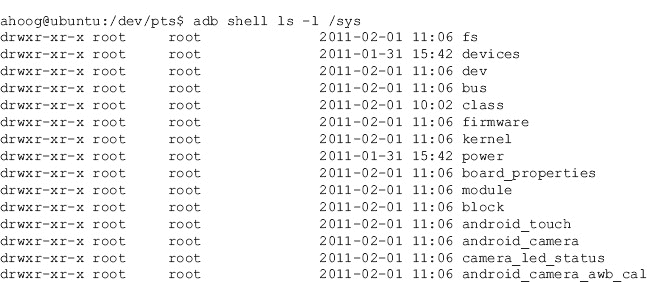 ahoog@ubuntu:/dev/pts$ adb shell ls -l /sys
drwxr-xr-x root     root              2011-02-01 11:06 fs
drwxr-xr-x root     root              2011-01-31 15:42 devices
drwxr-xr-x root     root              2011-02-01 11:06 dev
drwxr-xr-x root     root              2011-02-01 11:06 bus
drwxr-xr-x root     root              2011-02-01 10:02 class
drwxr-xr-x root     root              2011-02-01 11:06 firmware
drwxr-xr-x root     root              2011-02-01 11:06 kernel
drwxr-xr-x root     root              2011-01-31 15:42 power
drwxr-xr-x root     root              2011-02-01 11:06 board_properties
drwxr-xr-x root     root              2011-02-01 11:06 module
drwxr-xr-x root     root              2011-02-01 11:06 block
drwxr-xr-x root     root              2011-02-01 11:06 android_touch
drwxr-xr-x root     root              2011-02-01 11:06 android_camera
drwxr-xr-x root     root              2011-02-01 11:06 camera_led_status
drwxr-xr-x root     root              2011-02-01 11:06 android_camera_awb_cal